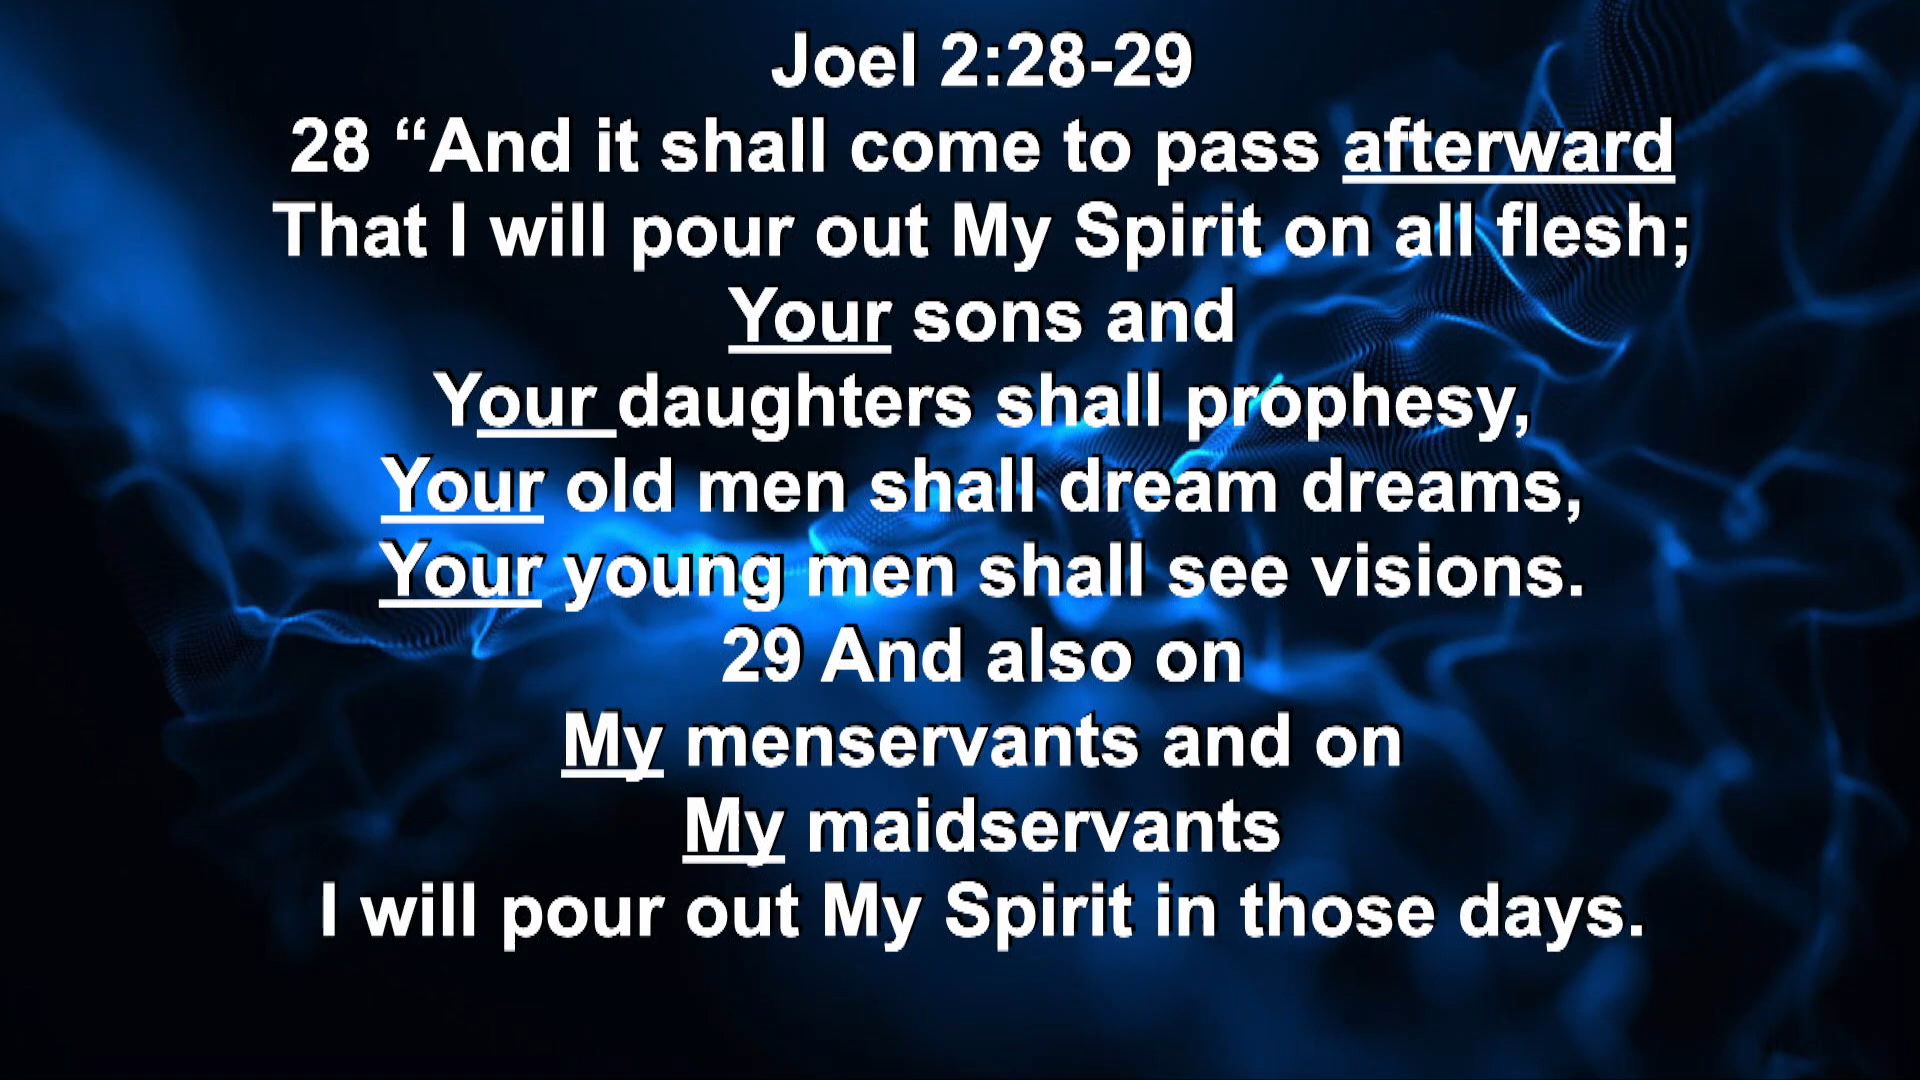 Joel 2:28-29
28 “And it shall come to pass afterward
That I will pour out My Spirit on all flesh;
Your sons and
Your daughters shall prophesy,
Your old men shall dream dreams,
Your young men shall see visions.
29 And also on
My menservants and on
My maidservants
I will pour out My Spirit in those days.